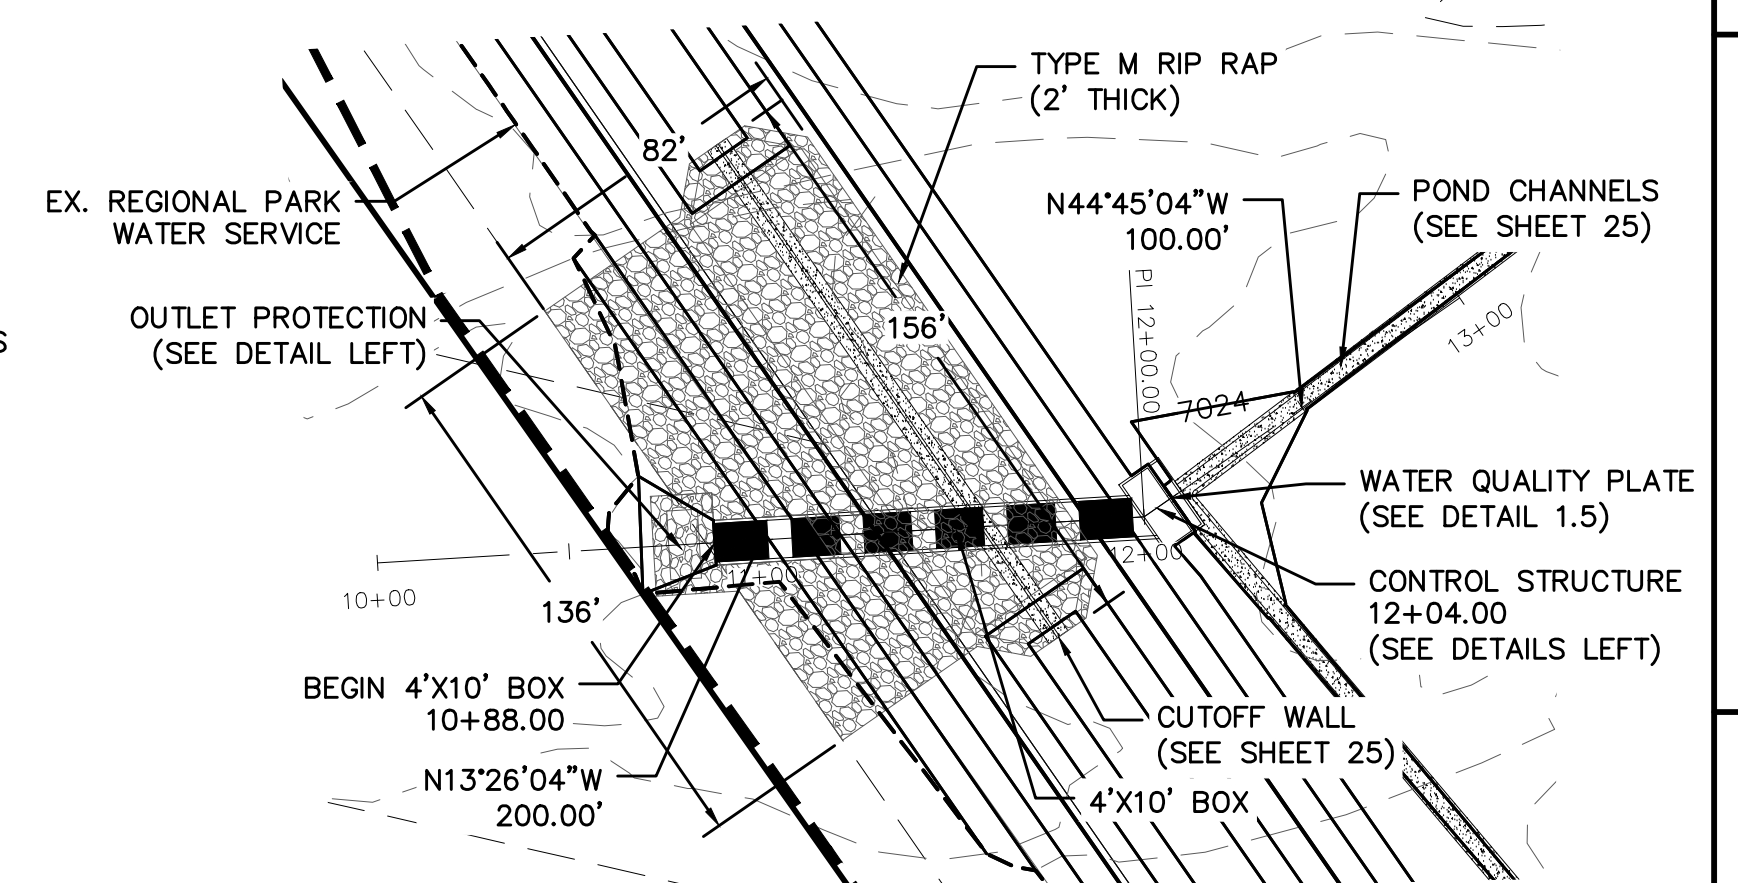 TYPE M RIP RAP
(2' THICK)
82'
EX. REGIONAL PARK
WATER SERVICE
N44°45'04"W
100.00'
POND CHANNELS
(SEE SHEET 25)
PI 12+00.00
13+00
OUTLET PROTECTION
(SEE DETAIL LEFT)
S
156'
7024
WATER QUALITY PLATE
(SEE DETAIL 1.5)
10+00
11+00
12+00
CONTROL STRUCTURE
12+04.00
(SEE DETAILS LEFT)
136'
BEGIN 4'X10' BOX
10+88.00
CUTOFF WALL
(SEE SHEET 25)
N13°26'04"W
200.00'
4'X10' BOX